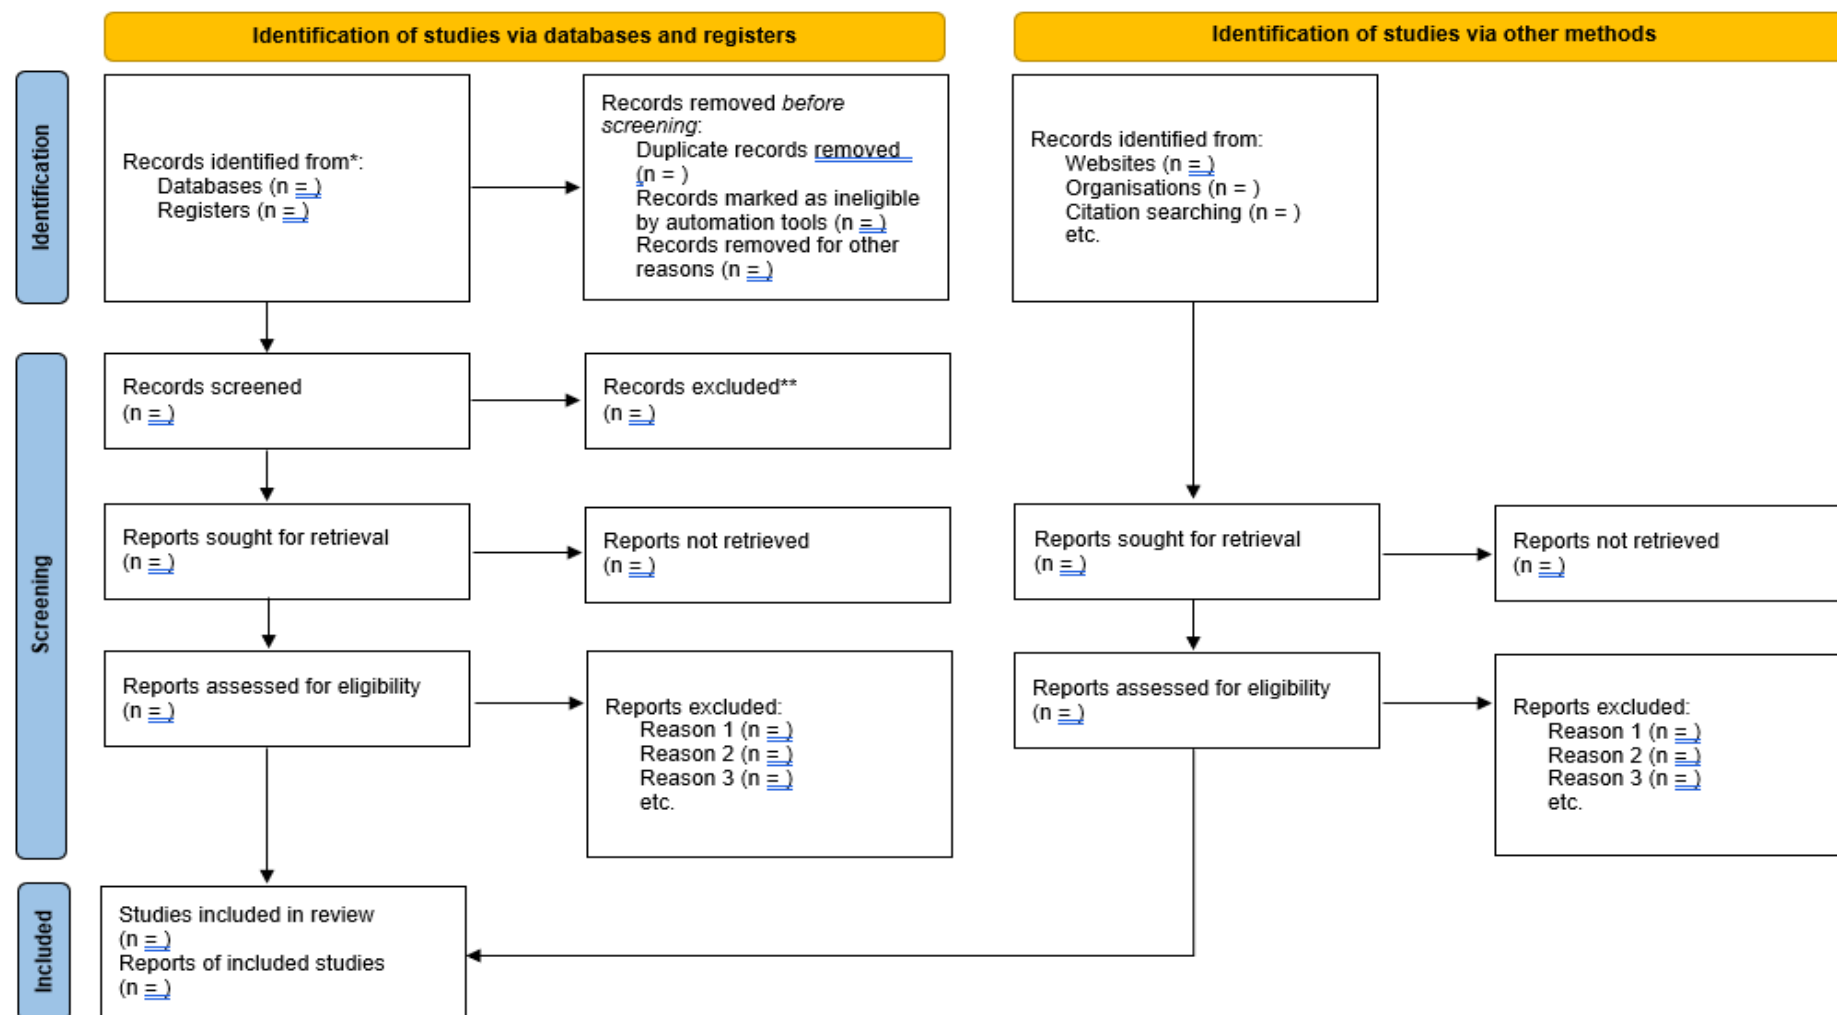 Identification of studies via databases and registers
Identification of studies via other methods
Identification
Records identified from*:
Databases (n = )
Registers (n = )
Records removed before
screening:
Duplicate records removed
(n = )
Records marked as ineligible
by automation tools (n = )
Records removed for other
reasons (n = )
Records identified from:
Websites (n = )
Organisations (n = )
Citation searching (n = )
etc.
Screening
Records screened
(n = )
Records excluded**
(n = )
Reports sought for retrieval
(n = )
Reports not retrieved
(n = )
Reports sought for retrieval
(n = )
Reports not retrieved
(n = )
Reports assessed for eligibility
(n = )
Reports excluded:
Reason 1 (n = )
Reason 2 (n = )
Reason 3 (n = )
etc.
Reports assessed for eligibility
(n = )
Reports excluded:
Reason 1 (n = )
Reason 2 (n = )
Reason 3 (n = )
etc.
Included
Studies included in review
(n = )
Reports of included studies
(n = )